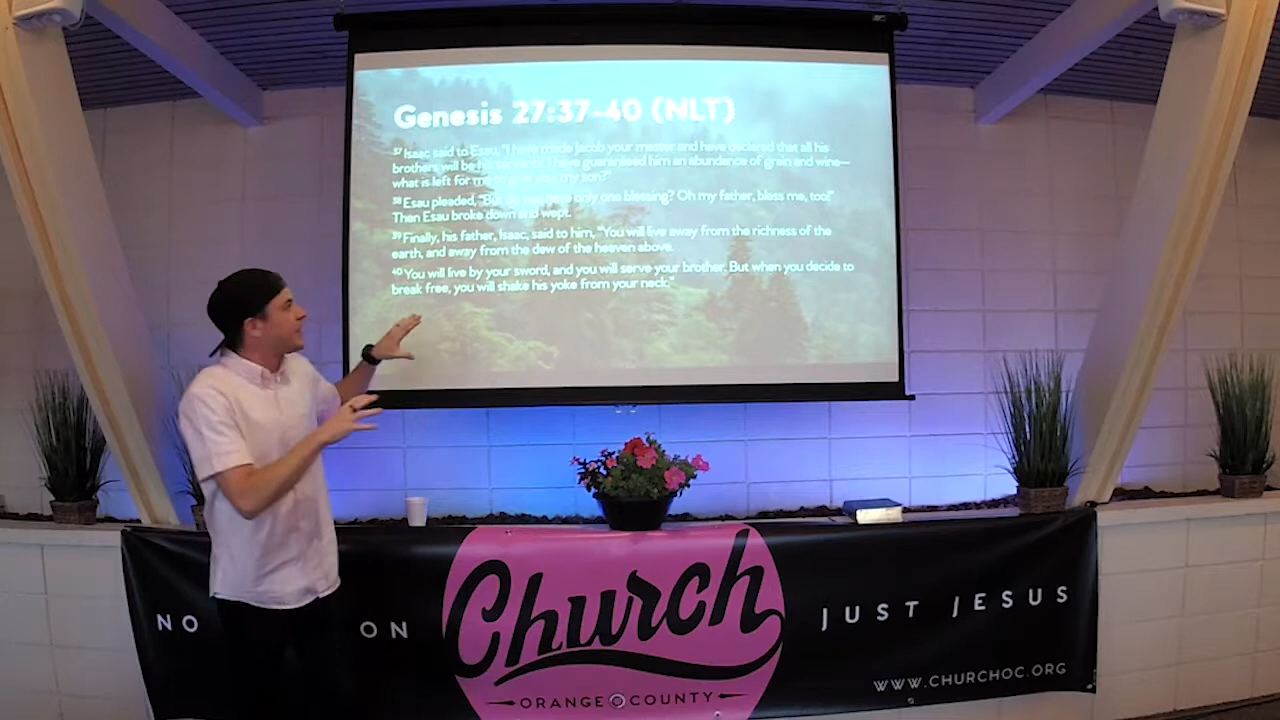 Genesis 27:37-40 (NLT)
37 Isaac said to Esau, "I have made Jacob your master and have declared that all his
brothers will be his servants. I have guaranteed him an abundance of grain and wine—
what is left for me to give you, my son?"
38 Esau pleaded, "But do you have only one blessing? Oh my father, bless me, too!"
Then Esau broke down and wept.
39 Finally, his father, Isaac, said to him, "You will live away from the richness of the
earth, and away from the dew of the heaven above.
40 You will live by your sword, and you will serve your brother. But when you decide to
break free, you will shake his yoke from your neck."
NO ON
Church
JUST JESUS
WWW.CHURCHOC.ORG
ORANGE COUNTY